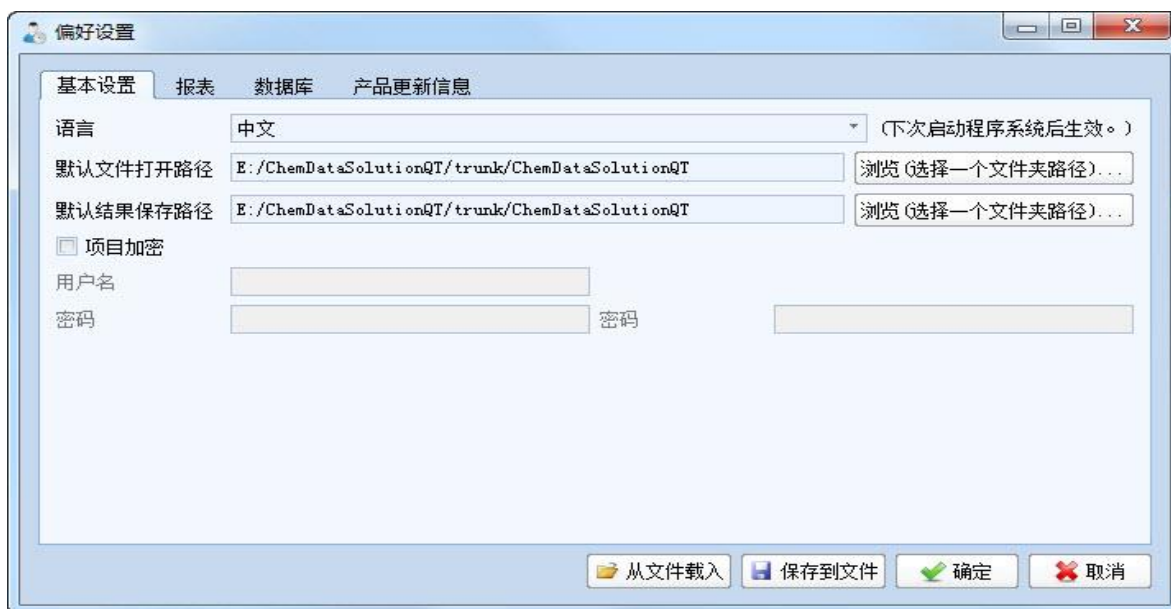 偏好设置
基本设置 报表 数据库 产品更新信息
语言 中文 (下次启动程序系统后生效。)
默认文件打开路径 E:/ChemDataSolutionQT/trunk/ChemDataSolutionQT 浏览(选择一个文件夹路径)...
默认结果保存路径 E:/ChemDataSolutionQT/trunk/ChemDataSolutionQT 浏览(选择一个文件夹路径)...
项目加密
用户名
密码 密码
从文件载入 保存到文件 确定 取消